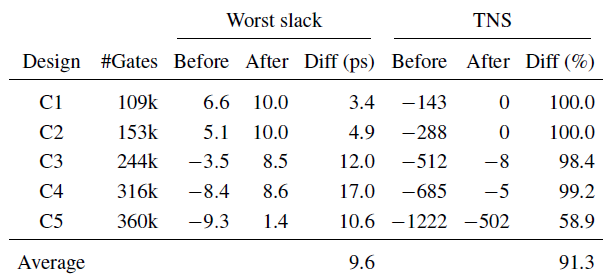 Worst slack TNS
Design #Gates Before After Diff (ps) Before After Diff (%)
C1 109k 6.6 10.0 3.4 −143 0 100.0
C2 153k 5.1 10.0 4.9 −288 0 100.0
C3 244k −3.5 8.5 12.0 −512 −8 98.4
C4 316k −8.4 8.6 17.0 −685 −5 99.2
C5 360k −9.3 1.4 10.6 −1222 −502 58.9
Average 9.6 91.3